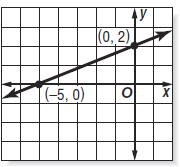 y
(0, 2)
(–5, 0)
O
x